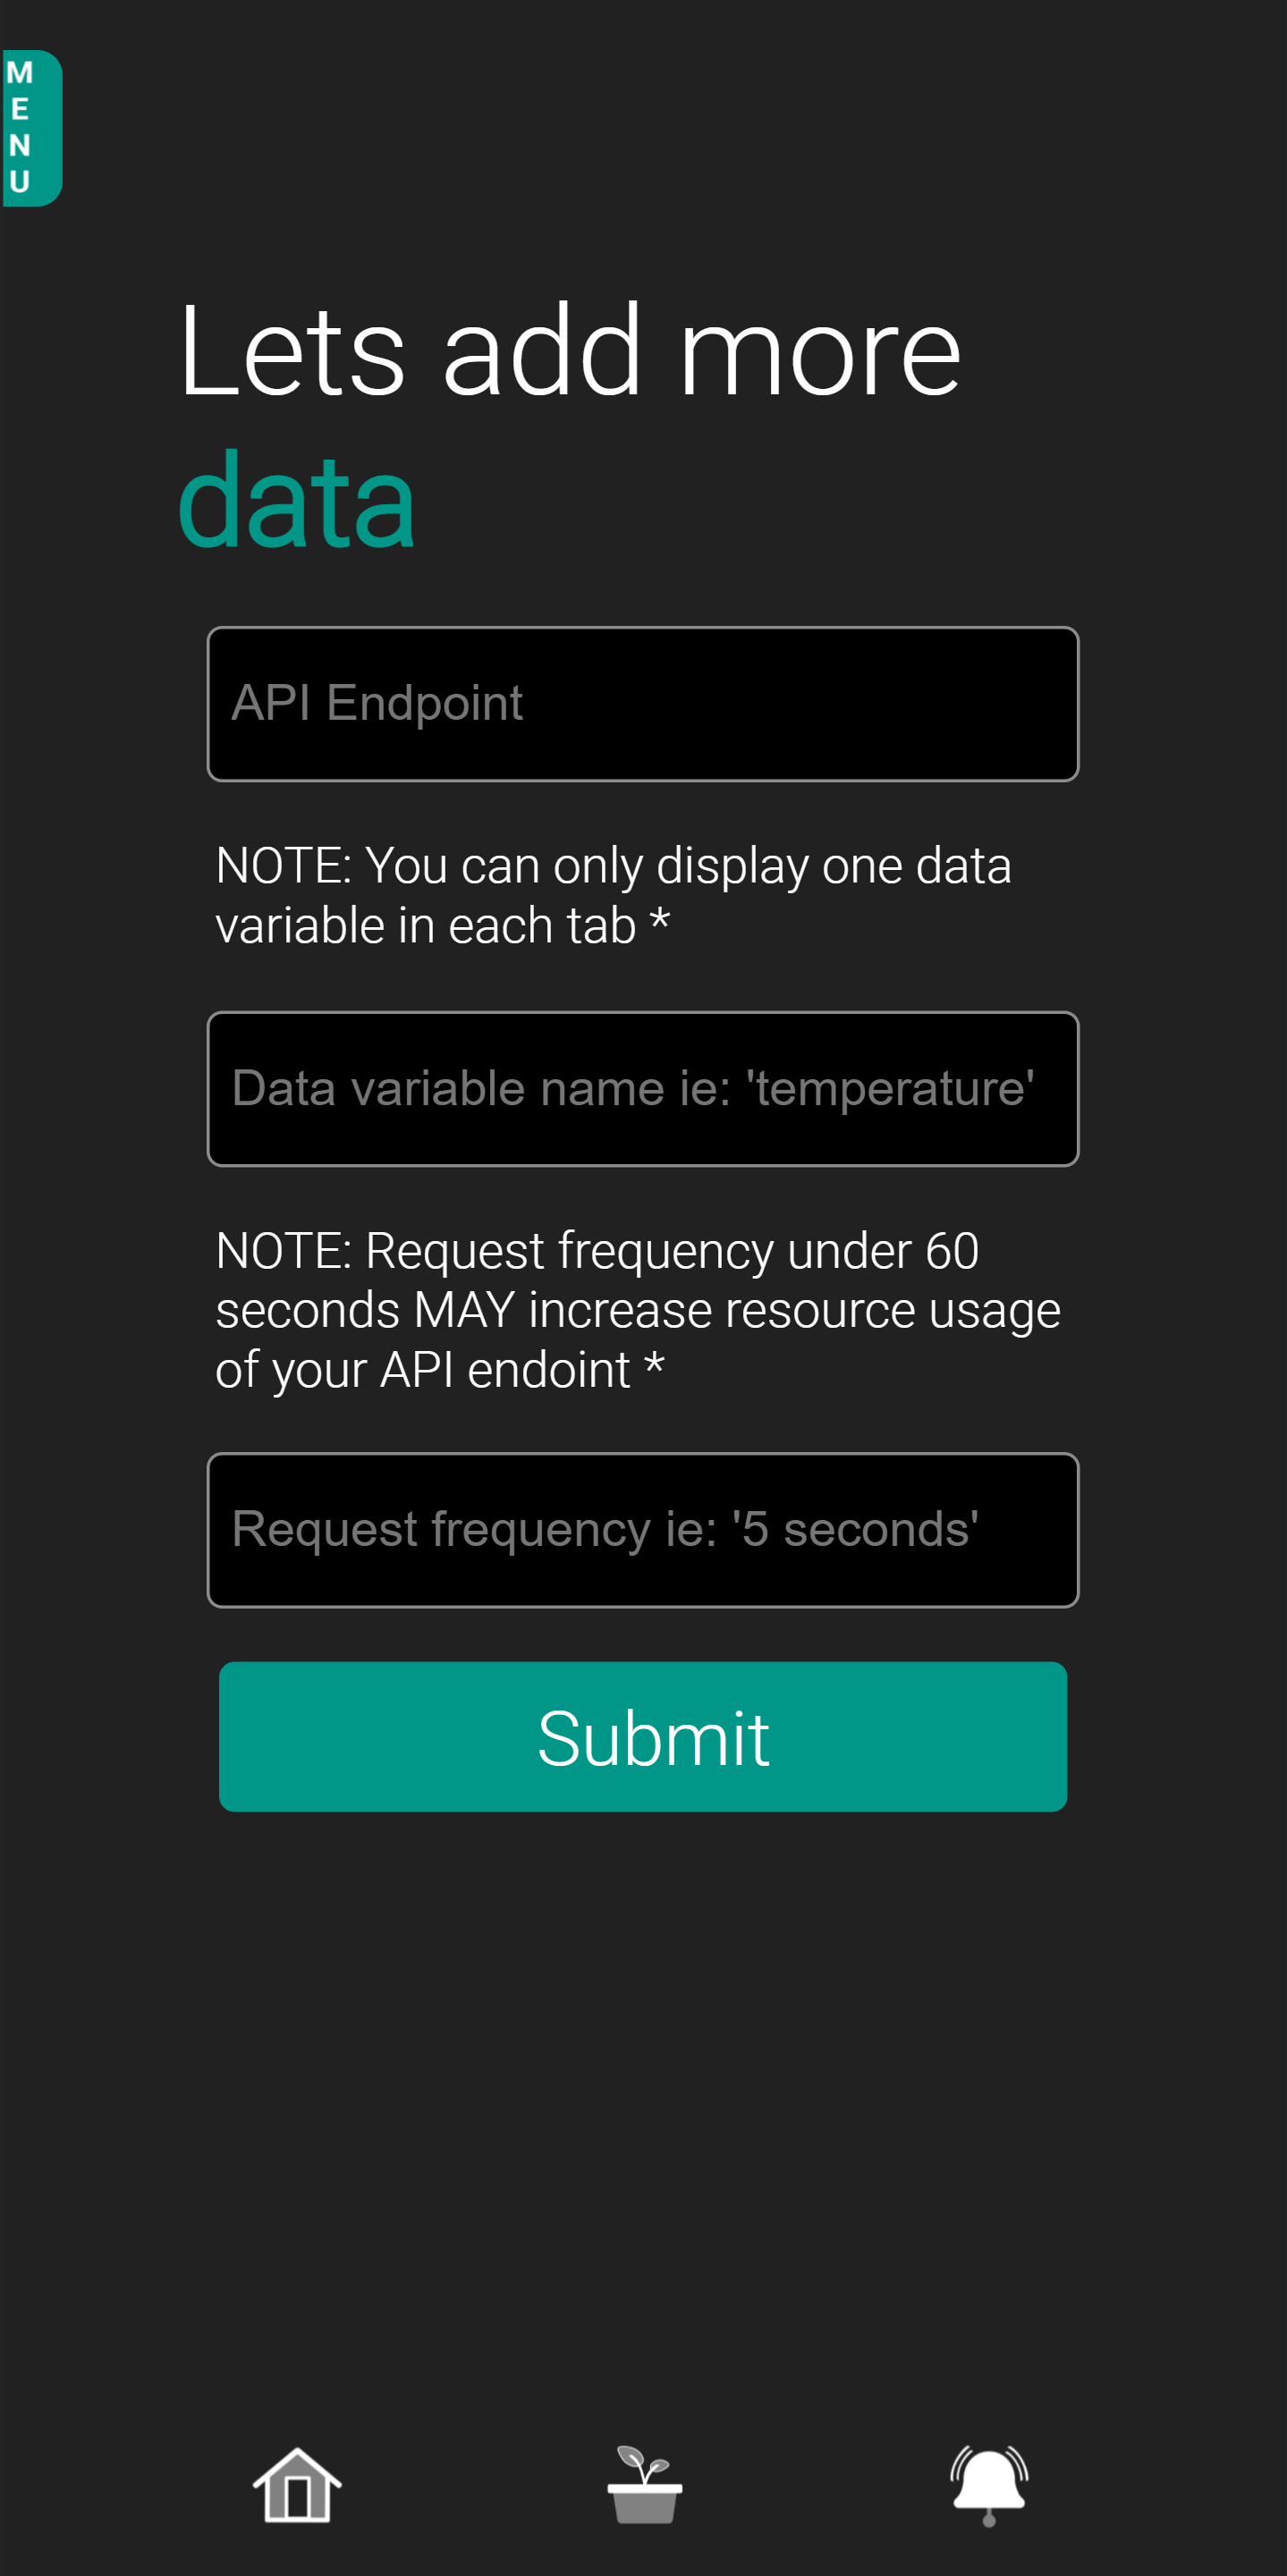 M
E
N
U
Lets add more
data
API Endpoint
NOTE: You can only display one data
variable in each tab *
Data variable name ie: 'temperature'
NOTE: Request frequency under 60
seconds MAY increase resource usage
of your API endoint *
Request frequency ie: '5 seconds'
Submit